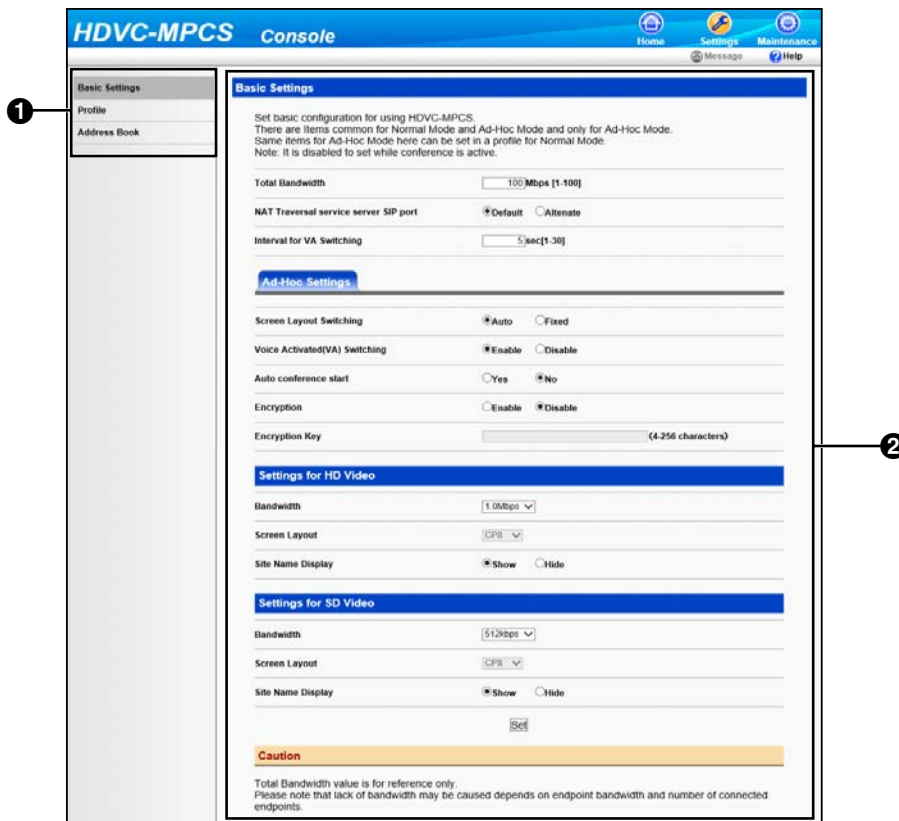 HDVC-MPCS Console
Home Settings Maintenance
Message Help
1
Basic Settings
Profile
Address Book
Basic Settings
Set basic configuration for using HDVC-MPCS.
There are Items common for Normal Mode and Ad-Hoc Mode and only for Ad-Hoc Mode.
Same items for Ad-Hoc Mode here can be set in a profile for Normal Mode.
Note: It is disabled to set while conference is active.
Total Bandwidth 100 Mbps [1-100]
NAT Traversal service server SIP port Default Altenate
Interval for VA Switching 5 sec[1-30]
Ad-Hoc Settings
Screen Layout Switching Auto Fixed
Voice Activated(VA) Switching Enable Disable
Auto conference start Yes No
Encryption Enable Disable
Encryption Key (4-256 characters)
2
Settings for HD Video
Bandwidth 1.0Mbps
Screen Layout CP8
Site Name Display Show Hide
Settings for SD Video
Bandwidth 512kbps
Screen Layout CP8
Site Name Display Show Hide
Set
Caution
Total Bandwidth value is for reference only.
Please note that lack of bandwidth may be caused depends on endpoint bandwidth and number of connected
endpoints.